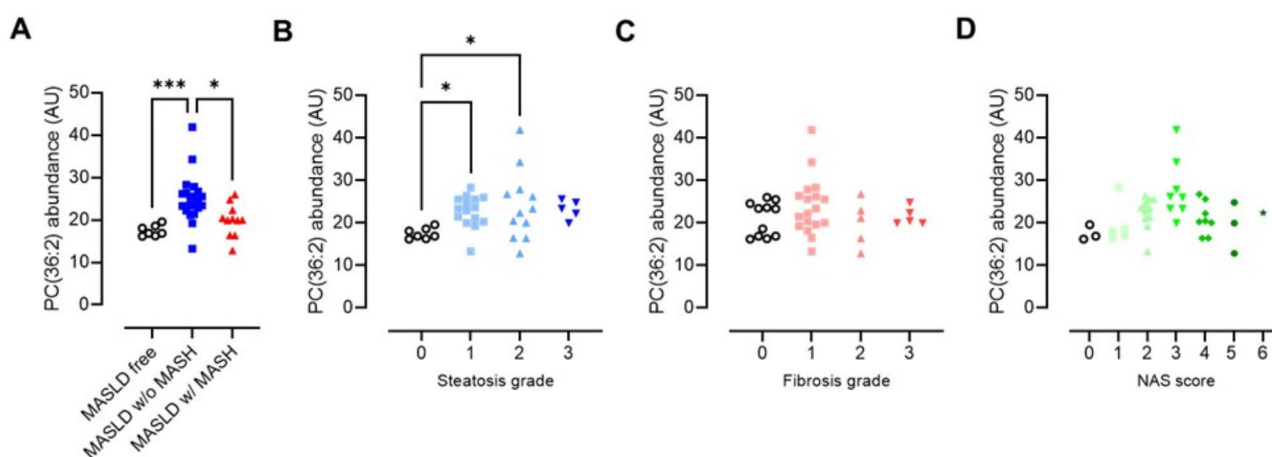 A
PC(36:2) abundance (AU)
50
40
30
20
10
0
*** *
MASLD free
MASLD w/o MASH
MASLD w/ MASH
B
PC(36:2) abundance (AU)
50
40
30
20
10
0
*
*
0 1 2 3
Steatosis grade
C
PC(36:2) abundance (AU)
50
40
30
20
10
0
0 1 2 3
Fibrosis grade
D
PC(36:2) abundance (AU)
50
40
30
20
10
0
0 1 2 3 4 5 6
NAS score